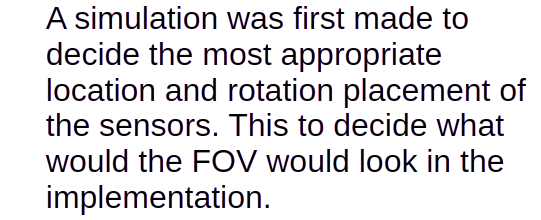 A simulation was first made to
decide the most appropriate
location and rotation placement of
the sensors. This to decide what
would the FOV would look in the
implementation.